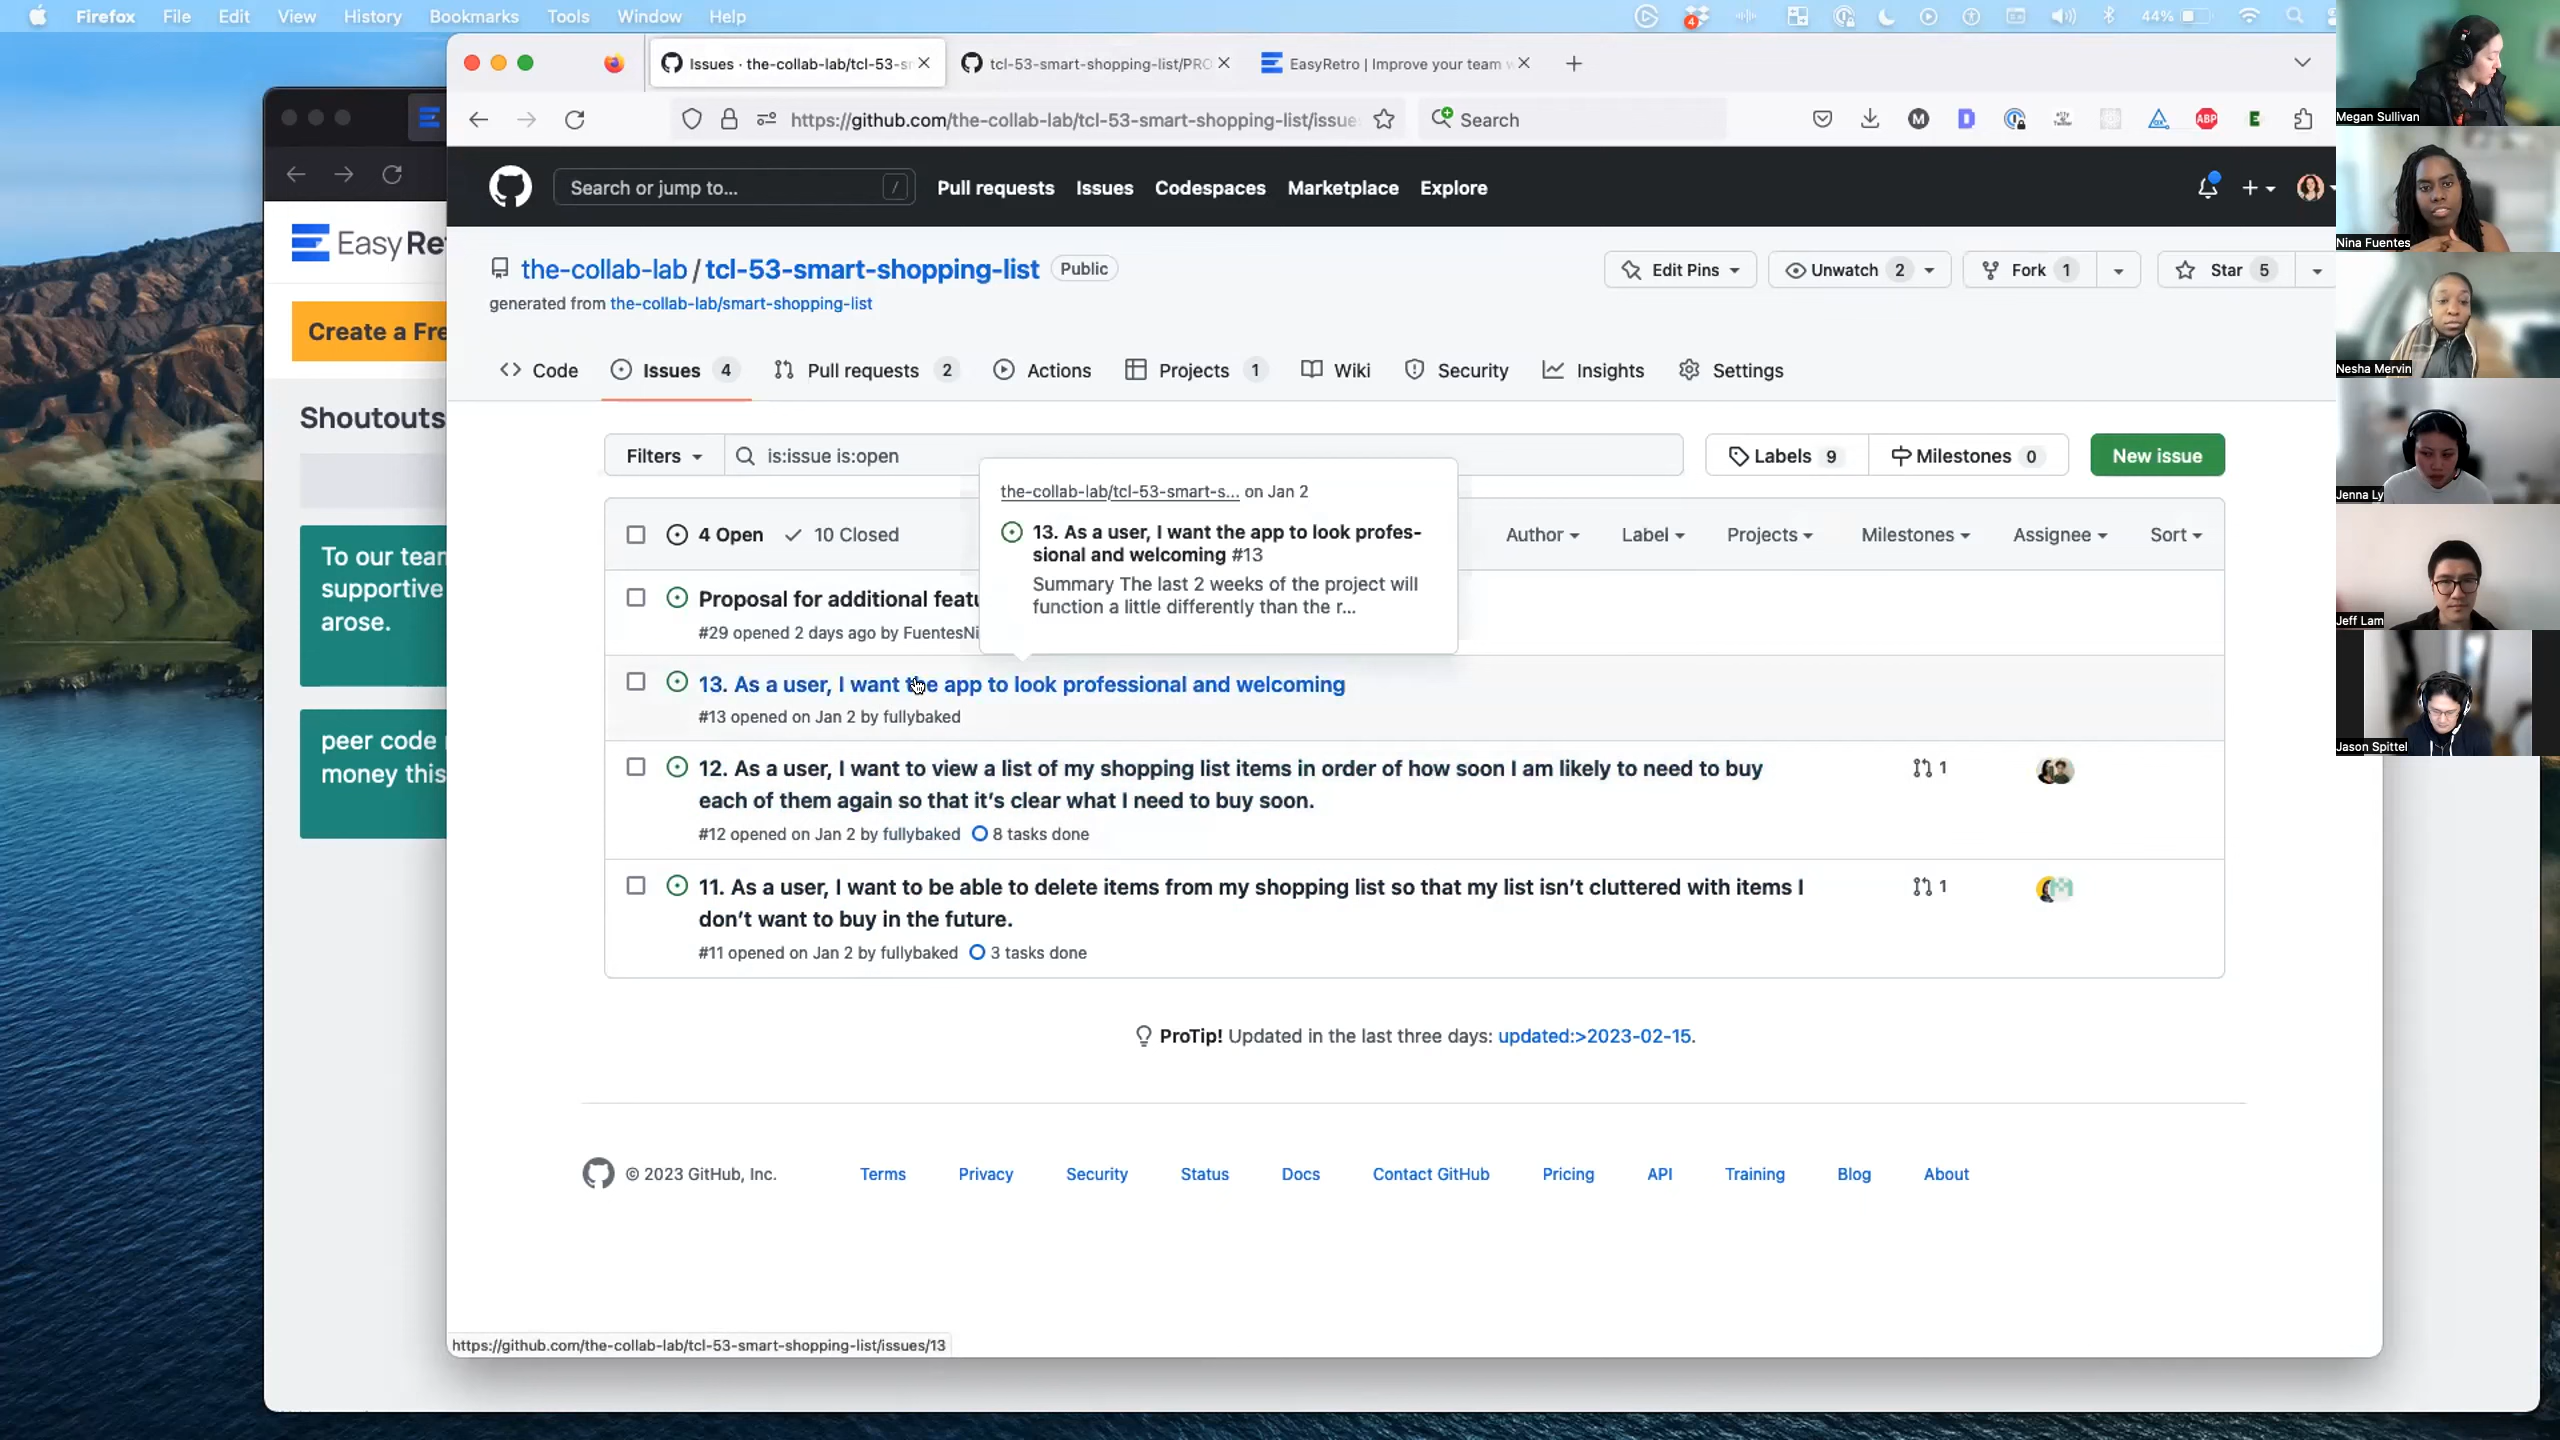 Firefox File Edit View History Bookmarks Tools Window Help
4
44%
Issues · the-collab-lab/tcl-53-sr
tcl-53-smart-shopping-list/PRO
EasyRetro | Improve your team
https://github.com/the-collab-lab/tcl-53-smart-shopping-list/issue
Search
ABP
Search or jump to... /
Pull requests Issues Codespaces Marketplace Explore
the-collab-lab / tcl-53-smart-shopping-list Public
generated from the-collab-lab/smart-shopping-list
Edit Pins
Unwatch 2
Fork 1
Star 5
Code
Issues 4
Pull requests 2
Actions
Projects 1
Wiki
Security
Insights
Settings
Filters
is:issue is:open
Labels 9
Milestones 0
New issue
the-collab-lab/tcl-53-smart-s... on Jan 2
13. As a user, I want the app to look profes-
sional and welcoming #13
Summary The last 2 weeks of the project will
function a little differently than the r...
4 Open 10 Closed
Author Label Projects Milestones Assignee Sort
Proposal for additional featu
#29 opened 2 days ago by FuentesNi
13. As a user, I want the app to look professional and welcoming
#13 opened on Jan 2 by fullybaked
12. As a user, I want to view a list of my shopping list items in order of how soon I am likely to need to buy
each of them again so that it's clear what I need to buy soon.
#12 opened on Jan 2 by fullybaked 8 tasks done
1
11. As a user, I want to be able to delete items from my shopping list so that my list isn't cluttered with items I
don't want to buy in the future.
#11 opened on Jan 2 by fullybaked 3 tasks done
1
ProTip! Updated in the last three days: updated:>2023-02-15.
© 2023 GitHub, Inc.
Terms Privacy Security Status Docs Contact GitHub Pricing API Training Blog About
https://github.com/the-collab-lab/tcl-53-smart-shopping-list/issues/13
EasyRe
Create a Fre
Shoutouts
To our tean
supportive
arose.
peer code
money this
Megan Sullivan
Nina Fuentes
Nesha Mervin
Jenna Ly
Jeff Lam
Jason Spittel